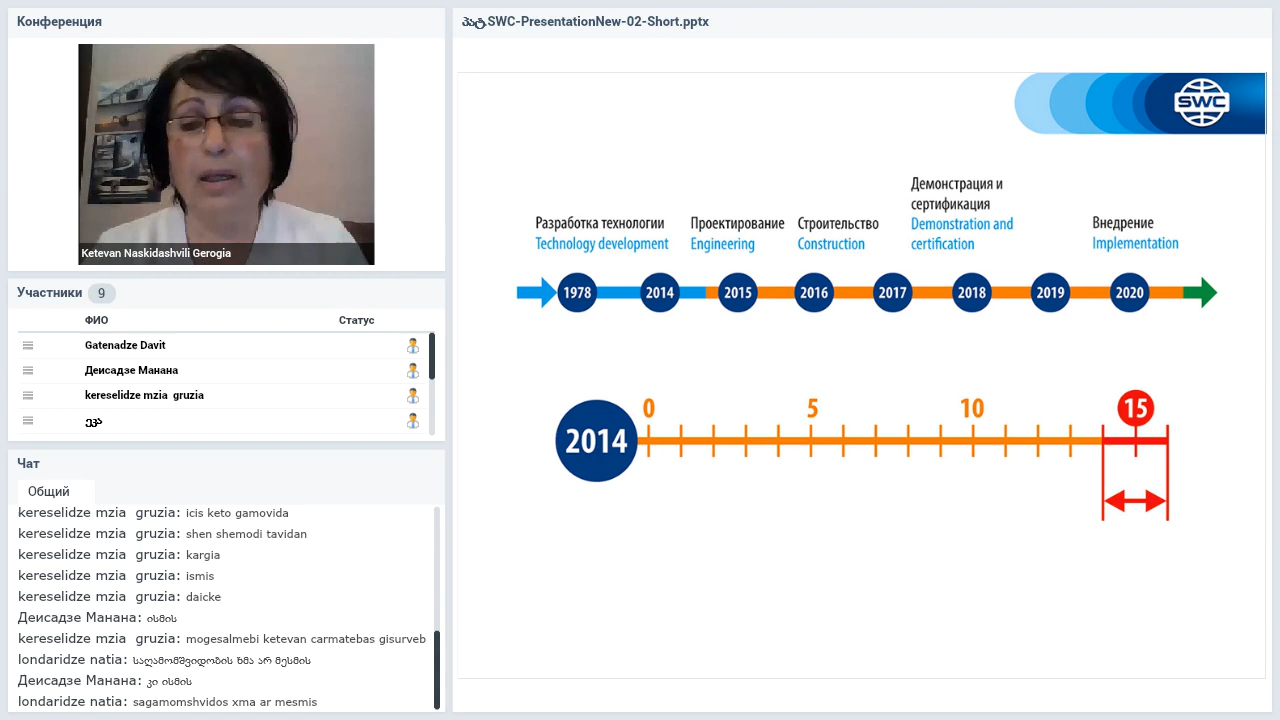 Конференция
Ketevan Naskidashvili Gerogia
Участники 9
ФИО Статус
Gatenadze Davit
Деисадзе Манана
kereselidze mzia gruzia
ევა
Чат
Общий
kereselidze mzia gruzia: icis keto gamovida
kereselidze mzia gruzia: shen shemodi tavidan
kereselidze mzia gruzia: kargia
kereselidze mzia gruzia: ismis
kereselidze mzia gruzia: daicke
Деисадзе Манана: ისმის
kereselidze mzia gruzia: mogesalmebi ketevan carmatebas gisurveb
londaridze natia: საღამომშვიდობის ხმა არ მესმის
Деисадзе Манана: კი ისმის
londaridze natia: sagamomshvidos xma ar mesmis
პატ.SWC-PresentationNew-02-Short.pptx
SWC
Разработка технологии
Technology development
Проектирование
Engineering
Строительство
Construction
Демонстрация и
сертификация
Demonstration and
certification
Внедрение
Implementation
1978 2014 2015 2016 2017 2018 2019 2020
0 5 10 15
2014